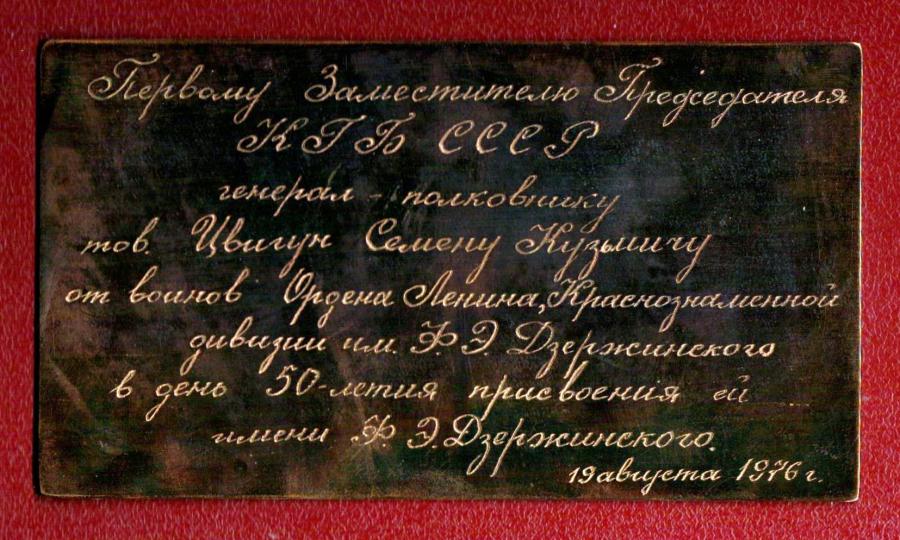 Первому Заместителю Председателя
КГБ СССР
генерал-полковнику
тов. Цвигун Семену Кузьмичу
от воинов Ордена Ленина, Краснознаменной
дивизии им. Ф.Э. Дзержинского
в день 50-летия присвоения ей
имени Ф.Э. Дзержинского.
19 августа 1976 г.